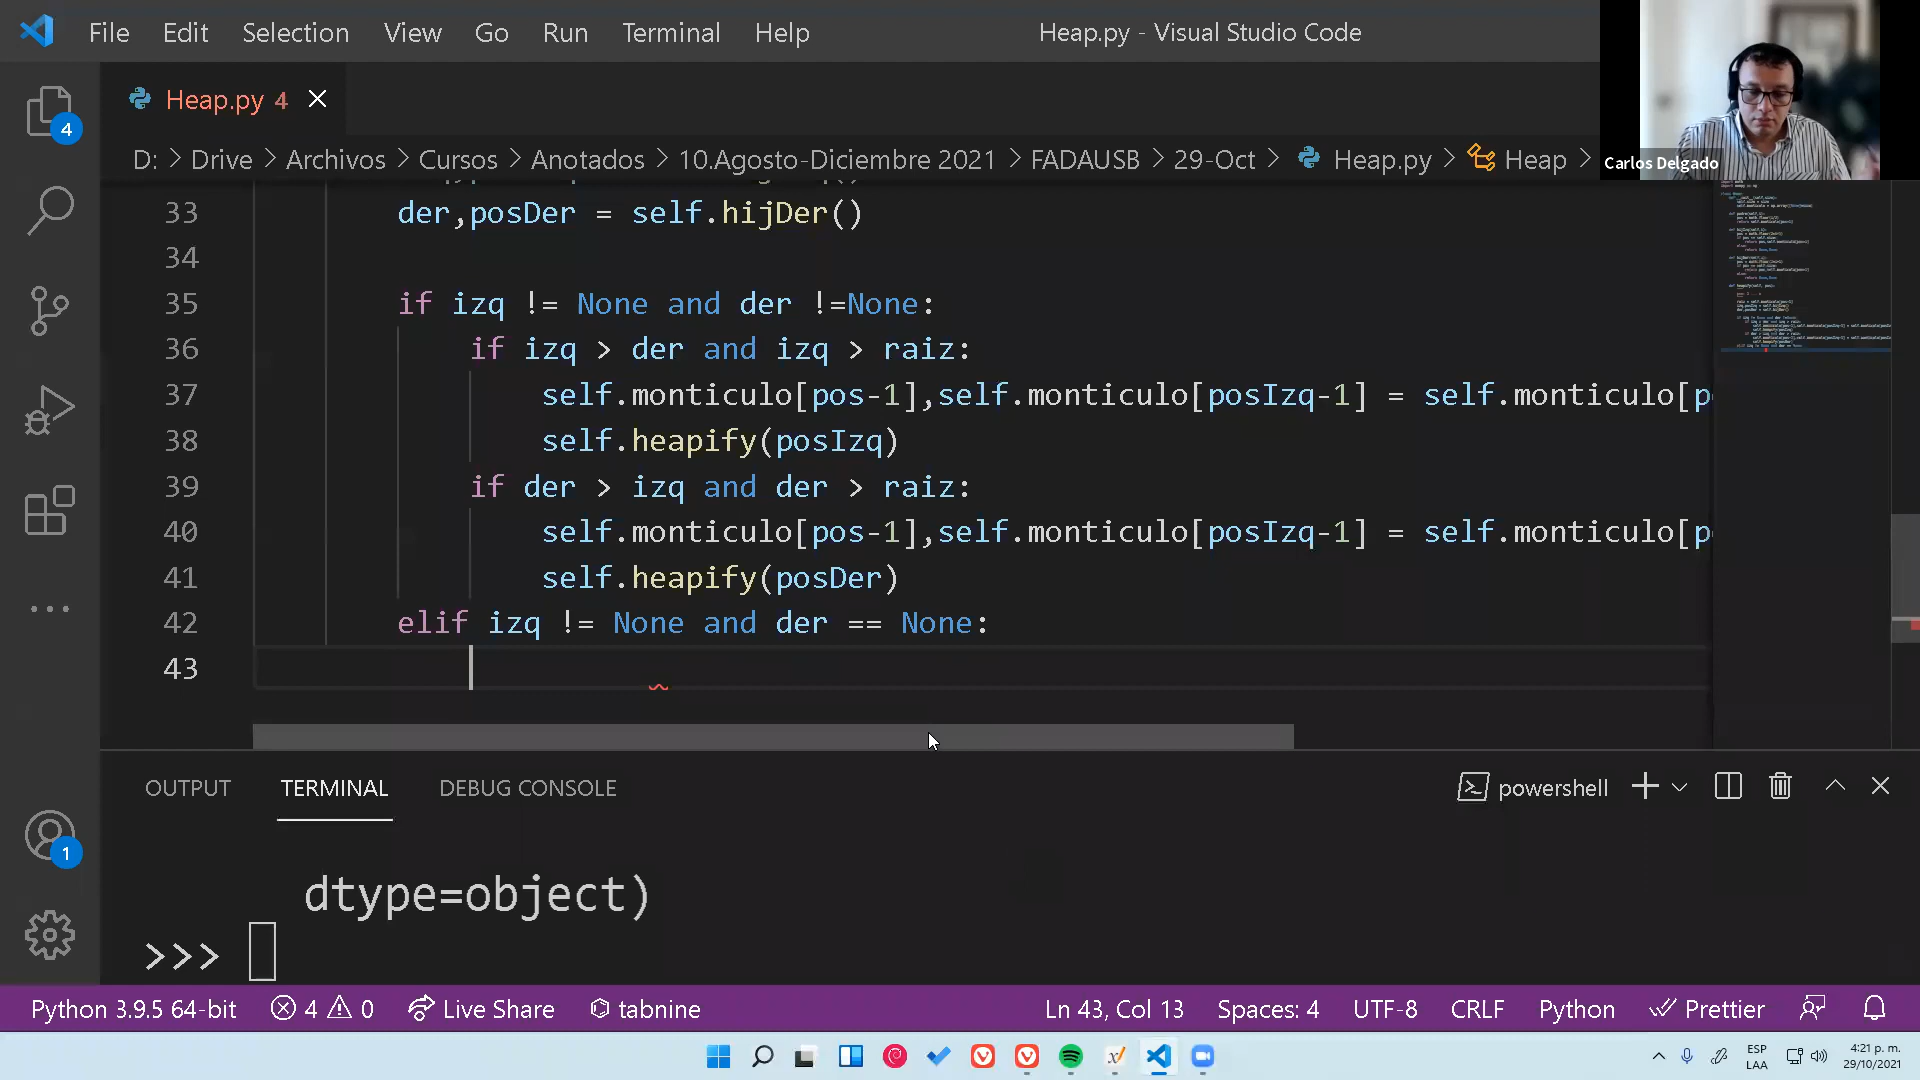 File Edit Selection View Go Run Terminal Help
Heap.py - Visual Studio Code
Heap.py 4
D: > Drive > Archivos > Cursos > Anotados > 10.Agosto-Diciembre 2021 > FADAUSB > 29-Oct > Heap.py > Heap >
Carlos Delgado
4
33 der,posDer = self.hijDer()
34
35 if izq != None and der !=None:
36 if izq > der and izq > raiz:
37 self.monticulo[pos-1],self.monticulo[posIzq-1] = self.monticulo[p
38 self.heapify(posIzq)
39 if der > izq and der > raiz:
40 self.monticulo[pos-1],self.monticulo[posIzq-1] = self.monticulo[p
41 self.heapify(posDer)
42 elif izq != None and der == None:
43
OUTPUT TERMINAL DEBUG CONSOLE
powershell
dtype=object)
>>>
1
Python 3.9.5 64-bit 4 0 Live Share tabnine
Ln 43, Col 13 Spaces: 4 UTF-8 CRLF Python Prettier
ESP
LAA
4:21 p. m.
29/10/2021